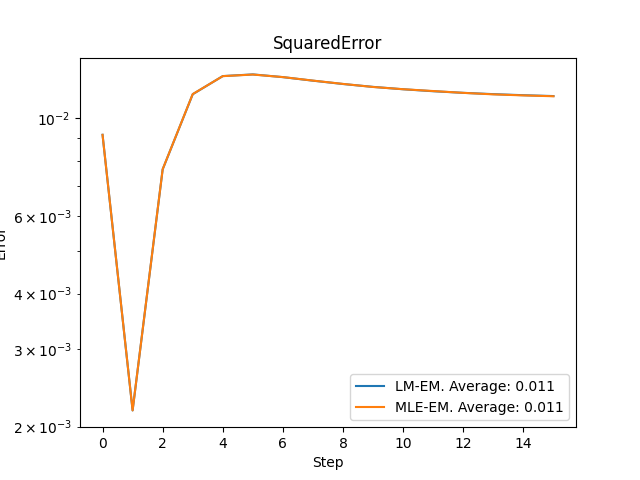 SquaredError
10⁻²
6 × 10⁻³
4 × 10⁻³
3 × 10⁻³
2 × 10⁻³
Error
LM-EM. Average: 0.011
MLE-EM. Average: 0.011
0 2 4 6 8 10 12 14
Step